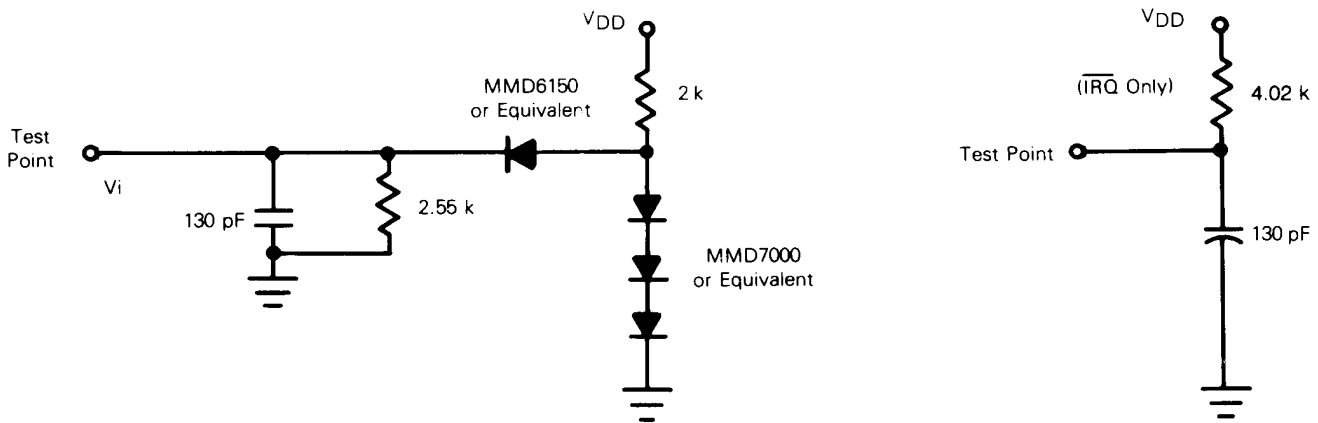 VDD
MMD6150
or Equivalent
2 k
Test
Point
Vi
130 pF
2.55 k
MMD7000
or Equivalent
VDD
(IRQ Only)
4.02 k
Test Point
130 pF